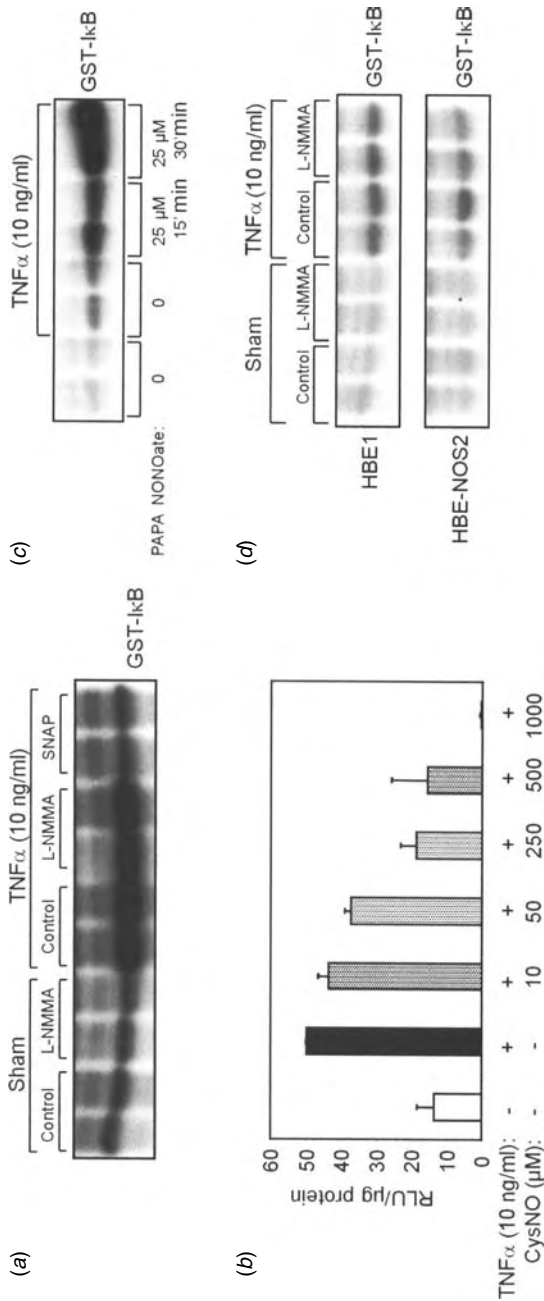 (a)
Sham
TNFα (10 ng/ml)
Control
L-NMMA
Control
L-NMMA
SNAP
GST-IκB
(b)
RLU/µg protein
60
50
40
30
20
10
0
TNFα (10 ng/ml): - + + + + + +
CysNO (µM): - - 10 50 250 500 1000
(c)
TNFα (10 ng/ml)
GST-IκB
PAPA NONOate:
0
0
25 µM
15' min
25 µM
30' min
(d)
Sham
TNFα (10 ng/ml)
Control
L-NMMA
Control
L-NMMA
HBE1
GST-IκB
HBE-NOS2
GST-IκB